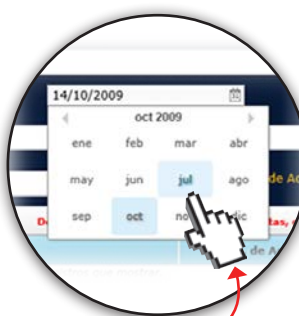 14/10/2009
oct 2009
ene feb mar abr
may jun jul ago
sep oct dic
de A